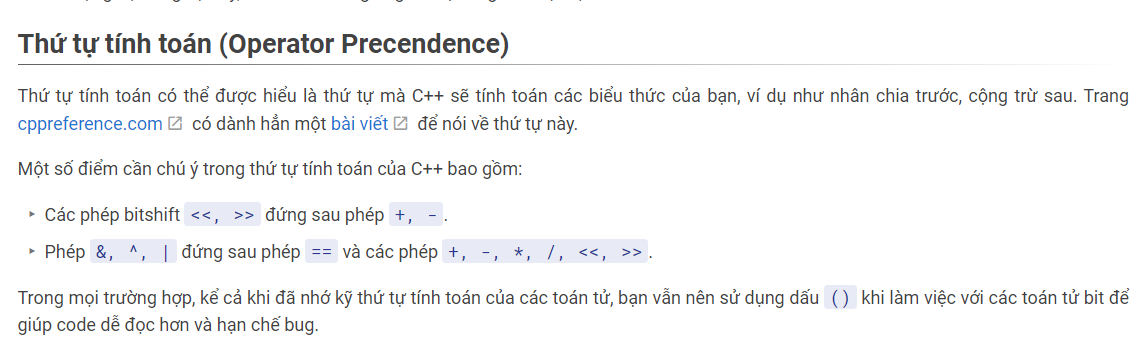 Thứ tự tính toán (Operator Precendence)
Thứ tự tính toán có thể được hiểu là thứ tự mà C++ sẽ tính toán các biểu thức của bạn, ví dụ như nhân chia trước, cộng trừ sau. Trang
cppreference.com có dành hẳn một bài viết để nói về thứ tự này.
Một số điểm cần chú ý trong thứ tự tính toán của C++ bao gồm:
‣ Các phép bitshift <<, >> đứng sau phép +, -.
‣ Phép &, ^, | đứng sau phép == và các phép +, -, *, /, <<, >>.
Trong mọi trường hợp, kể cả khi đã nhớ kỹ thứ tự tính toán của các toán tử, bạn vẫn nên sử dụng dấu () khi làm việc với các toán tử bit để
giúp code dễ đọc hơn và hạn chế bug.